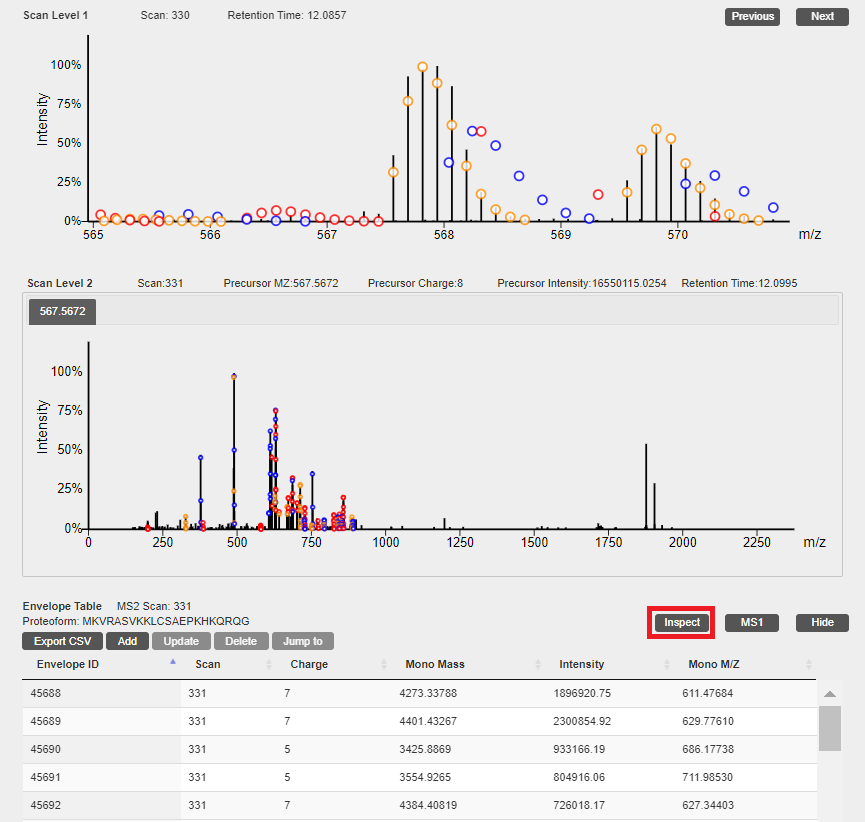 Scan Level 1 Scan: 330 Retention Time: 12.0857 Previous Next
100%
75%
50%
25%
0%
Intensity
565 566 567 568 569 570 m/z
Scan Level 2 Scan:331 Precursor MZ:567.5672 Precursor Charge:8 Precursor Intensity:16550115.0254 Retention Time:12.0995
567.5672
100%
75%
50%
25%
0%
Intensity
0 250 500 750 1000 1250 1500 1750 2000 2250 m/z
Envelope Table MS2 Scan: 331
Proteoform: MKVRASVKKLCSAEPKHKQRQG Inspect MS1 Hide
Export CSV Add Update Delete Jump to
Envelope ID Scan Charge Mono Mass Intensity Mono M/Z
45688 331 7 4273.33788 1896920.75 611.47684
45689 331 7 4401.43267 2300854.92 629.77610
45690 331 5 3425.8869 933166.19 686.17738
45691 331 5 3554.9265 804916.06 711.98530
45692 331 7 4384.40819 726018.17 627.34403